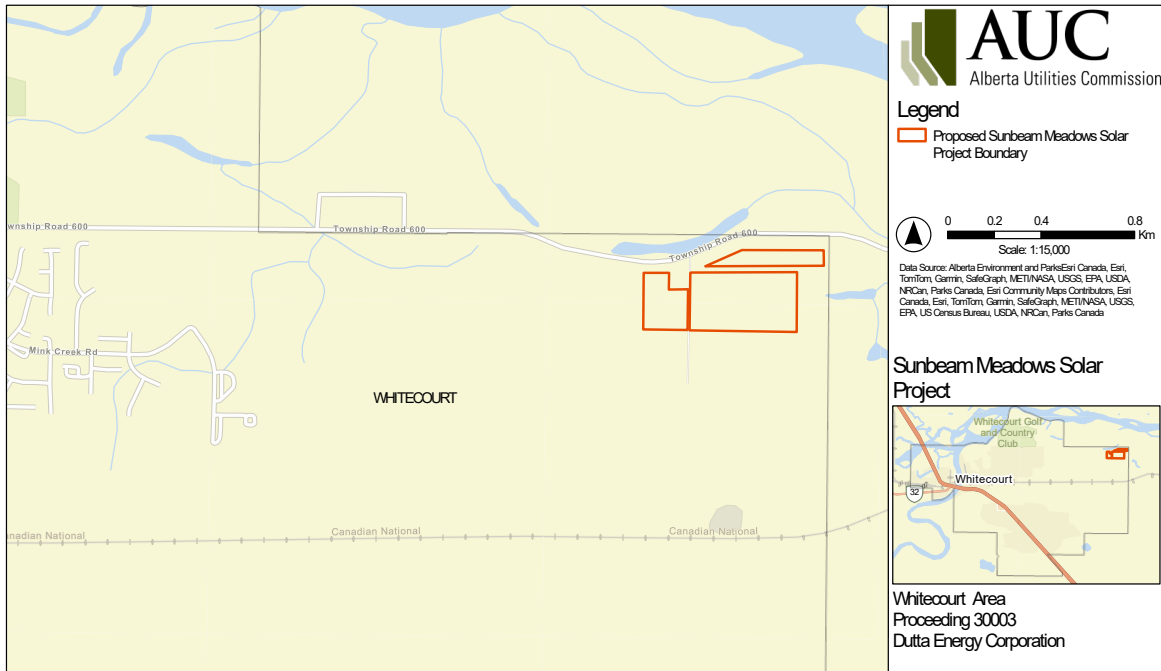 Township Road 600
Township Road 600
wnship Road 600
Mink Creek Rd
WHITECOURT
nadian National
Canadian National
Canadian National
AUC
Alberta Utilities Commission
Legend
Proposed Sunbeam Meadows Solar
Project Boundary
0 0.2 0.4 0.8
Km
Scale: 1:15,000
Data Source: Alberta Environment and ParksEsri Canada, Esri,
TomTom, Garmin, SafeGraph, METI/NASA, USGS, EPA, USDA,
NRCan, Parks Canada, Esri Community Maps Contributors, Esri
Canada, Esri, TomTom, Garmin, SafeGraph, METI/NASA, USGS,
EPA, US Census Bureau, USDA, NRCan, Parks Canada
Sunbeam Meadows Solar
Project
Whitecourt Golf
and Country
Club
Whitecourt
32
Whitecourt Area
Proceeding 30003
Dutta Energy Corporation